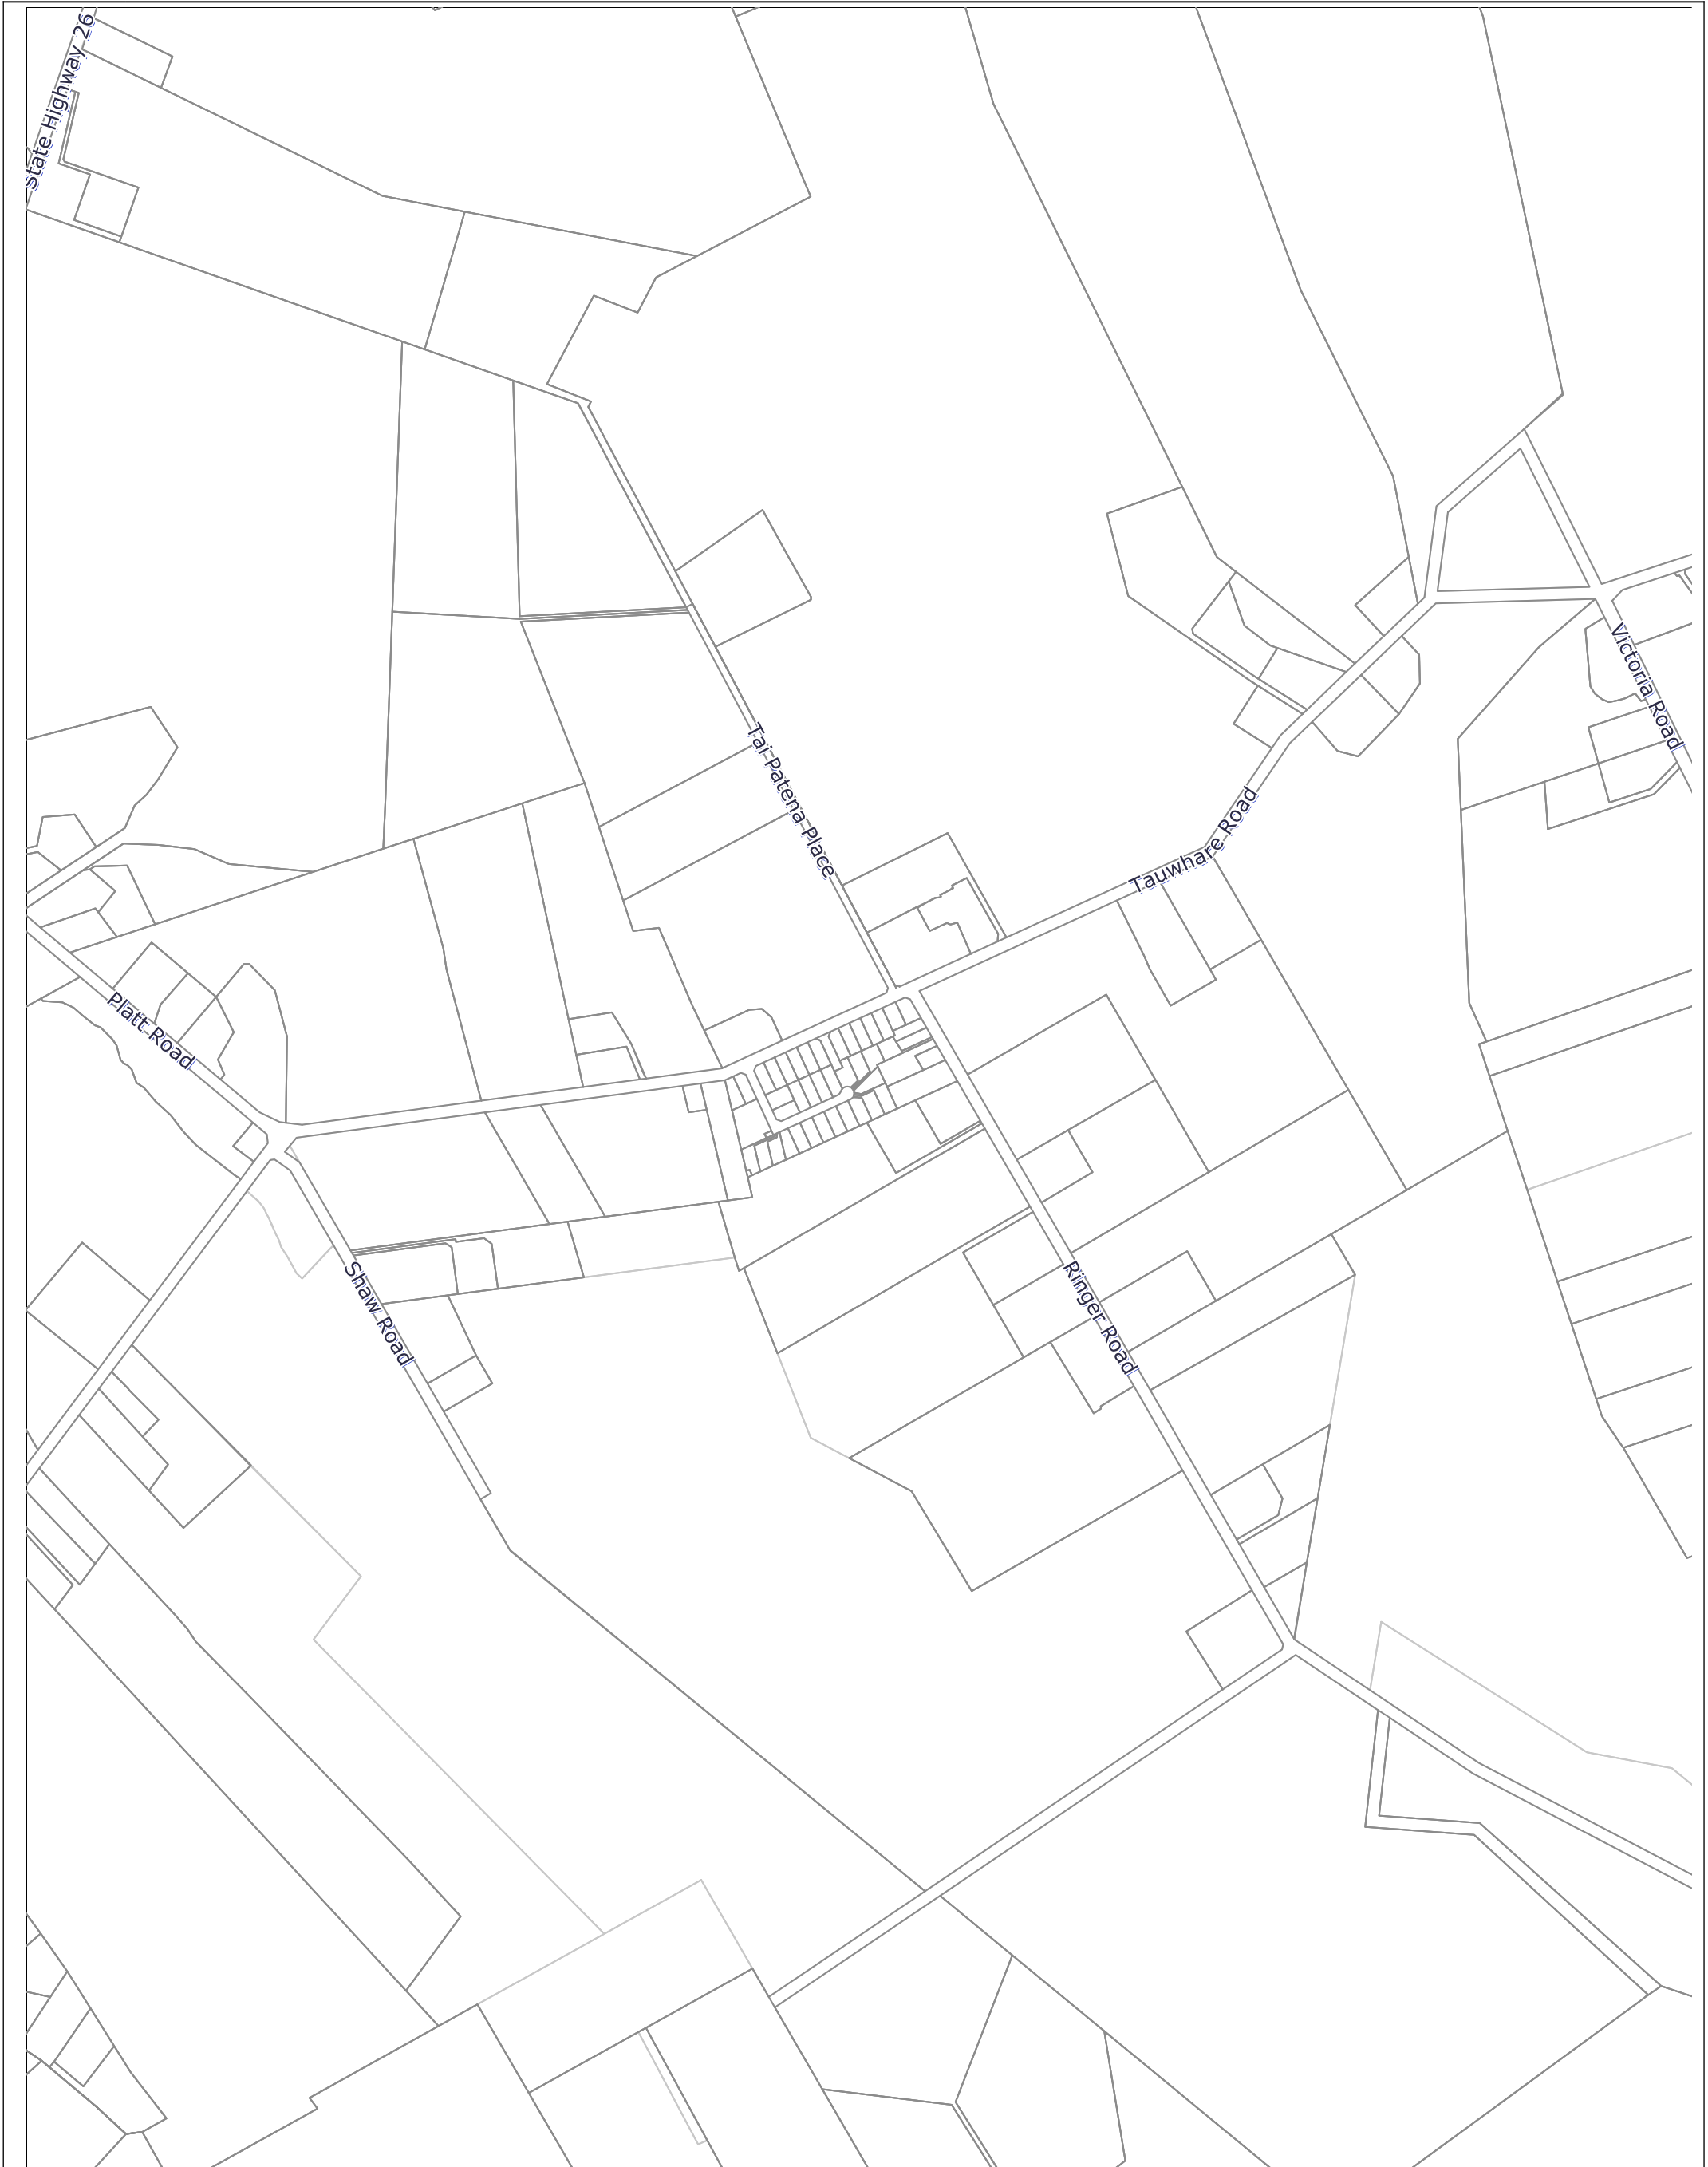 State Highway 26
Victoria Road
Tai Patena Place
Tauwhare Road
Platt Road
Shaw Road
Ringer Road